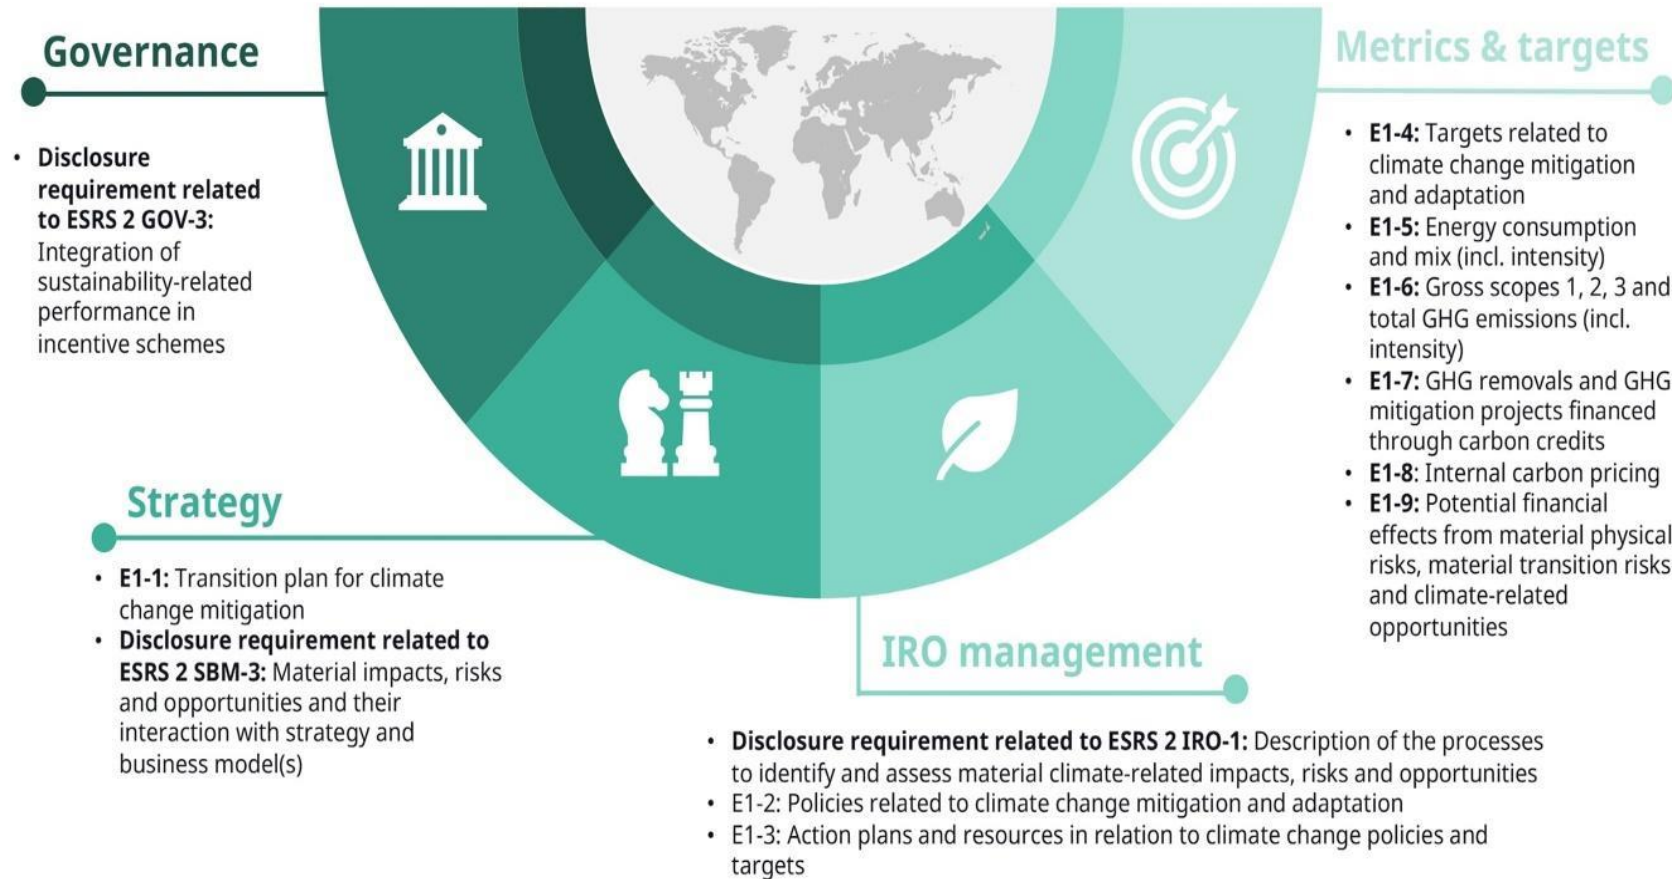 Governance
• Disclosure
requirement related
to ESRS 2 GOV-3:
Integration of
sustainability-related
performance in
incentive schemes
Strategy
• E1-1: Transition plan for climate
change mitigation
• Disclosure requirement related to
ESRS 2 SBM-3: Material impacts, risks
and opportunities and their
interaction with strategy and
business model(s)
IRO management
• Disclosure requirement related to ESRS 2 IRO-1: Description of the processes
to identify and assess material climate-related impacts, risks and opportunities
• E1-2: Policies related to climate change mitigation and adaptation
• E1-3: Action plans and resources in relation to climate change policies and
targets
Metrics & targets
• E1-4: Targets related to
climate change mitigation
and adaptation
• E1-5: Energy consumption
and mix (incl. intensity)
• E1-6: Gross scopes 1, 2, 3 and
total GHG emissions (incl.
intensity)
• E1-7: GHG removals and GHG
mitigation projects financed
through carbon credits
• E1-8: Internal carbon pricing
• E1-9: Potential financial
effects from material physical
risks, material transition risks
and climate-related
opportunities